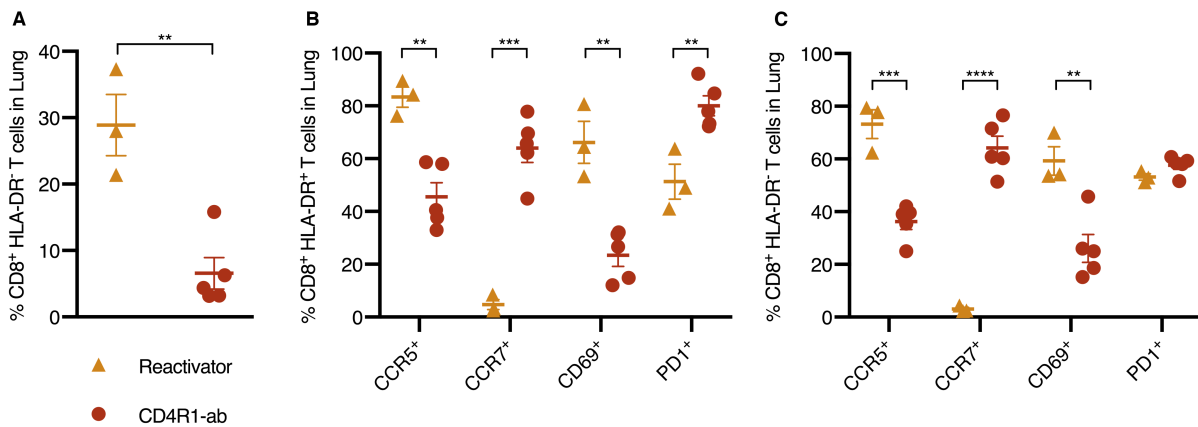 A
% CD8⁺ HLA-DR⁻ T cells in Lung
40
30
20
10
0
**
Reactivator
CD4R1-ab
B
% CD8⁺ HLA-DR⁺ T cells in Lung
100
80
60
40
20
0
** *** ** **
CCR5⁺ CCR7⁺ CD69⁺ PD1⁺
C
% CD8⁺ HLA-DR⁻ T cells in Lung
100
80
60
40
20
0
*** **** **
CCR5⁺ CCR7⁺ CD69⁺ PD1⁺